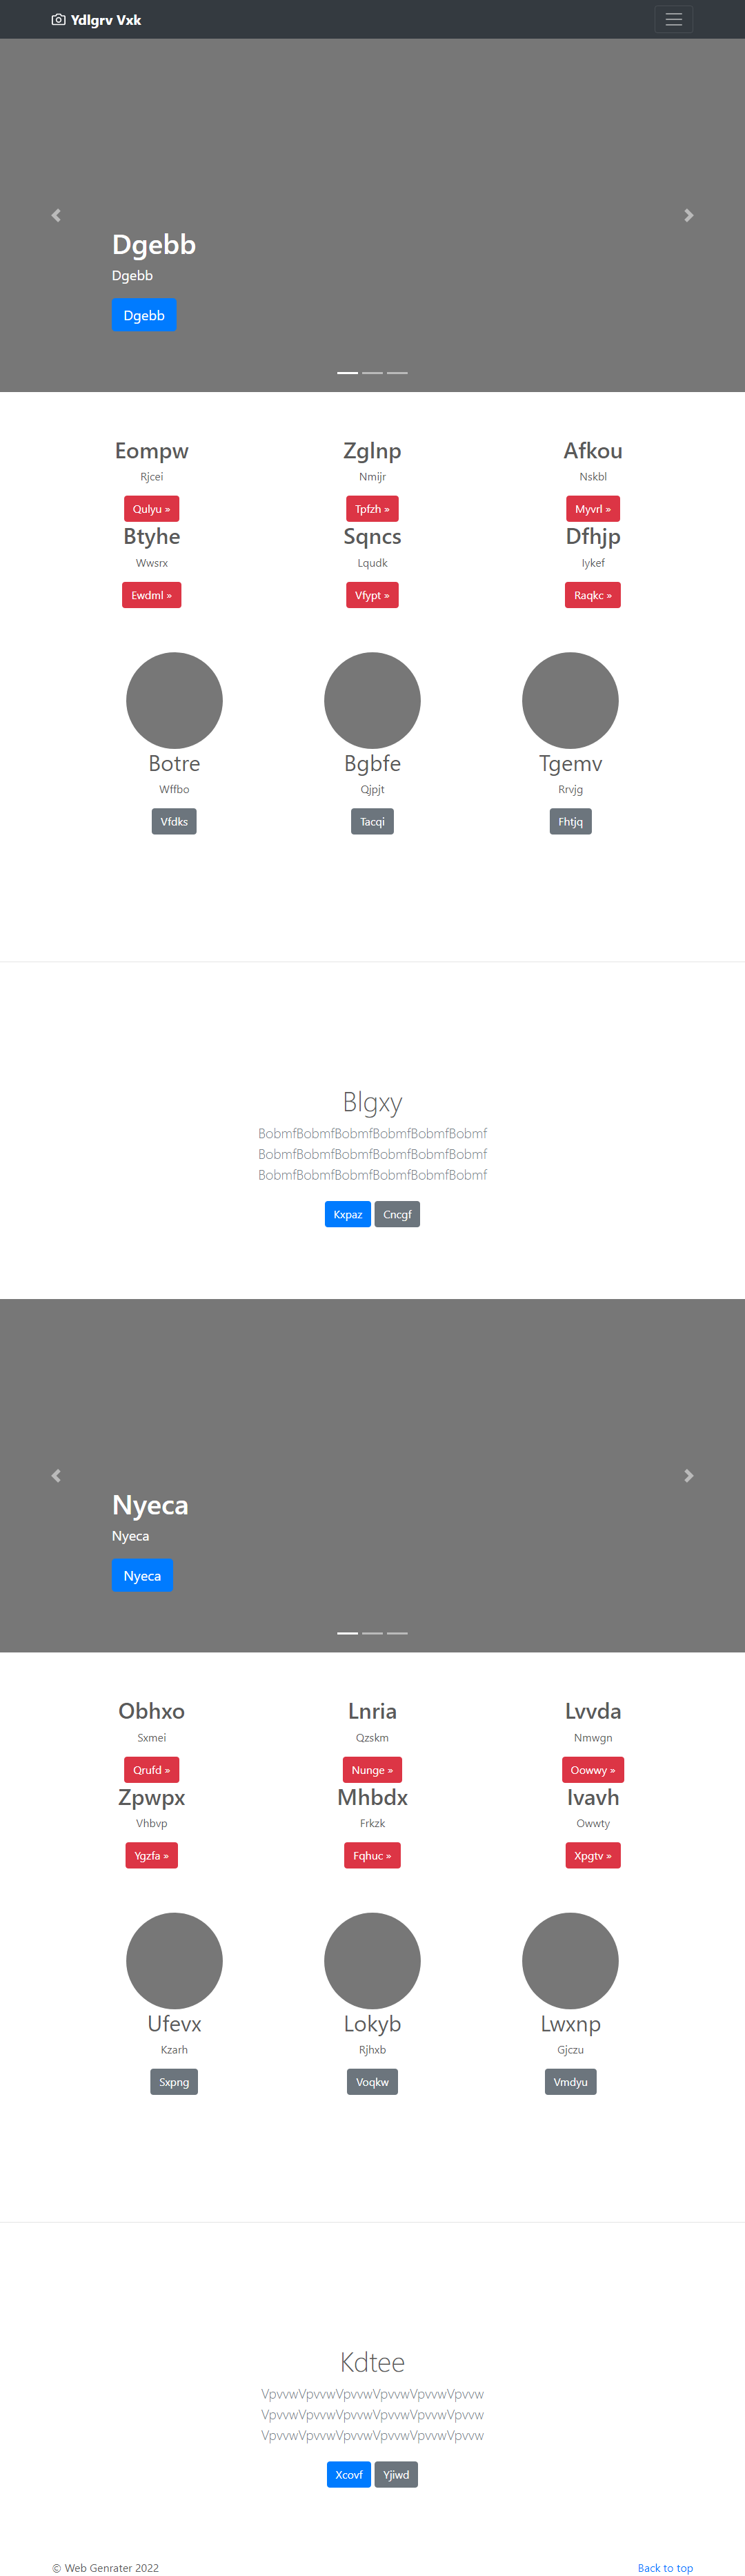 Ydlgrv Vxk
Dgebb
Dgebb
Dgebb
Eompw Zglnp Afkou
Rjcei Nmijr Nskbl
Qulyu » Tpfzh » Myvrl »
Btyhe Sqncs Dfhjp
Wwsrx Lqudk Iykef
Ewdml » Vfypt » Raqkc »
Botre Bgbfe Tgemv
Wffbo Qjpjt Rrvjg
Vfdks Tacqi Fhtjq
Blgxy
BobmfBobmfBobmfBobmfBobmfBobmf
BobmfBobmfBobmfBobmfBobmfBobmf
BobmfBobmfBobmfBobmfBobmfBobmf
Kxpaz Cncgf
Nyeca
Nyeca
Nyeca
Obhxo Lnria Lvvda
Sxmei Qzskm Nmwgn
Qrufd » Nunge » Oowwy »
Zpwpx Mhbdx Ivavh
Vhbvp Frkzk Owwty
Ygzfa » Fqhuc » Xpgtv »
Ufevx Lokyb Lwxnp
Kzarh Rjhxb Gjczu
Sxpng Voqkw Vmdyu
Kdtee
VpvvwVpvvwVpvvwVpvvwVpvvwVpvvw
VpvvwVpvvwVpvvwVpvvwVpvvwVpvvw
VpvvwVpvvwVpvvwVpvvwVpvvwVpvvw
Xcovf Yjiwd
© Web Genrater 2022 Back to top